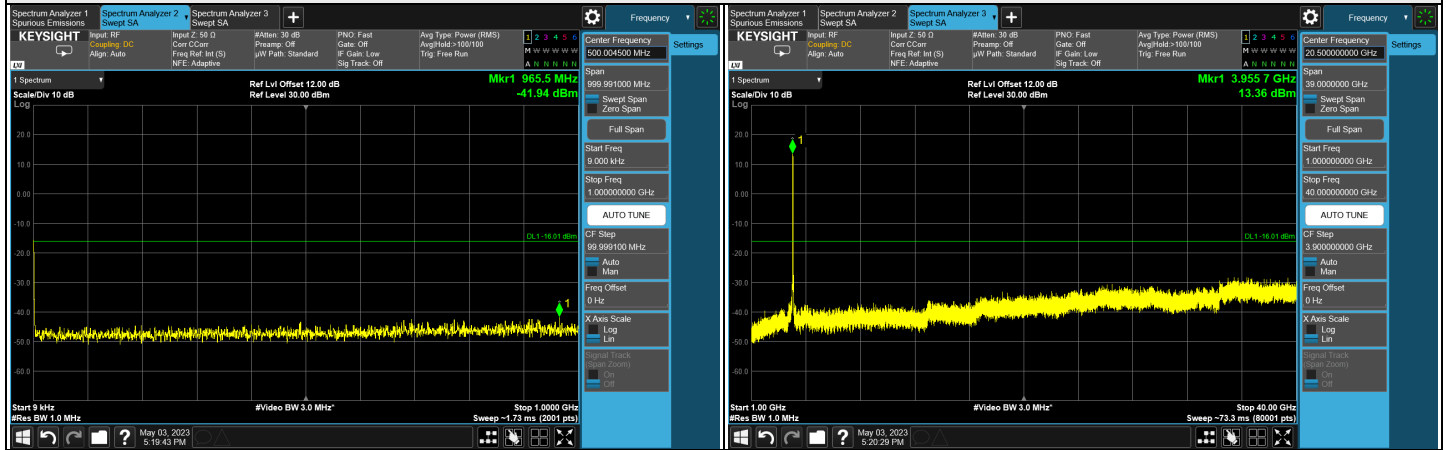 Spectrum Analyzer 1
Spurious Emissions
Spectrum Analyzer 2
Swept SA
Spectrum Analyzer 3
Swept SA
Frequency
KEYSIGHT
LXI
Input: RF
Coupling: DC
Align: Auto
Input Z: 50 Ω
Corr CCorr
Freq Ref: Int (S)
NFE: Adaptive
#Atten: 30 dB
Preamp: Off
µW Path: Standard
PNO: Fast
Gate: Off
IF Gain: Low
Sig Track: Off
Avg Type: Power (RMS)
Avg|Hold:>100/100
Trig: Free Run
1 2 3 4 5 6
M W W W W W
A N N N N N
1 Spectrum
Scale/Div 10 dB
Log
Ref Lvl Offset 12.00 dB
Ref Level 30.00 dBm
Mkr1 965.5 MHz
-41.94 dBm
20.0
10.0
0.00
-10.0
-20.0
-30.0
-40.0
-50.0
-60.0
DL1 -16.01 dBm
1
Start 9 kHz
#Res BW 1.0 MHz
#Video BW 3.0 MHz*
Stop 1.0000 GHz
Sweep ~1.73 ms (2001 pts)
May 03, 2023
5:19:43 PM
Center Frequency
500.004500 MHz
Settings
Span
999.991000 MHz
Swept Span
Zero Span
Full Span
Start Freq
9.000 kHz
Stop Freq
1.000000000 GHz
AUTO TUNE
CF Step
99.999100 MHz
Auto
Man
Freq Offset
0 Hz
X Axis Scale
Log
Lin
Signal Track
(Span Zoom)
On
Off
Spectrum Analyzer 1
Spurious Emissions
Spectrum Analyzer 2
Swept SA
Spectrum Analyzer 3
Swept SA
Frequency
KEYSIGHT
LXI
Input: RF
Coupling: DC
Align: Auto
Input Z: 50 Ω
Corr CCorr
Freq Ref: Int (S)
NFE: Adaptive
#Atten: 30 dB
Preamp: Off
µW Path: Standard
PNO: Fast
Gate: Off
IF Gain: Low
Sig Track: Off
Avg Type: Power (RMS)
Avg|Hold:>100/100
Trig: Free Run
1 2 3 4 5 6
M W W W W W
A N N N N N
1 Spectrum
Scale/Div 10 dB
Log
Ref Lvl Offset 12.00 dB
Ref Level 30.00 dBm
Mkr1 3.955 7 GHz
13.36 dBm
20.0
10.0
0.00
-10.0
-20.0
-30.0
-40.0
-50.0
-60.0
DL1 -16.01 dBm
1
Start 1.00 GHz
#Res BW 1.0 MHz
#Video BW 3.0 MHz*
Stop 40.00 GHz
Sweep ~73.3 ms (80001 pts)
May 03, 2023
5:20:29 PM
Center Frequency
20.500000000 GHz
Settings
Span
39.0000000 GHz
Swept Span
Zero Span
Full Span
Start Freq
1.000000000 GHz
Stop Freq
40.000000000 GHz
AUTO TUNE
CF Step
3.900000000 GHz
Auto
Man
Freq Offset
0 Hz
X Axis Scale
Log
Lin
Signal Track
(Span Zoom)
On
Off